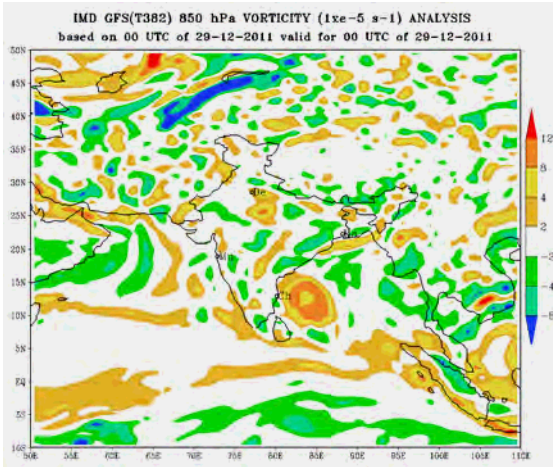 IMD GFS(T382) 850 hPa VORTICITY (1xe-5 s-1) ANALYSIS
based on 00 UTC of 29-12-2011 valid for 00 UTC of 29-12-2011
50N
45N
40N
35N
30N
25N
20N
15N
10N
5N
EQ
5S
10S
50E 55E 60E 65E 70E 75E 80E 85E 90E 95E 100E 105E 110E
De
Ch
12
8
4
2
-2
-4